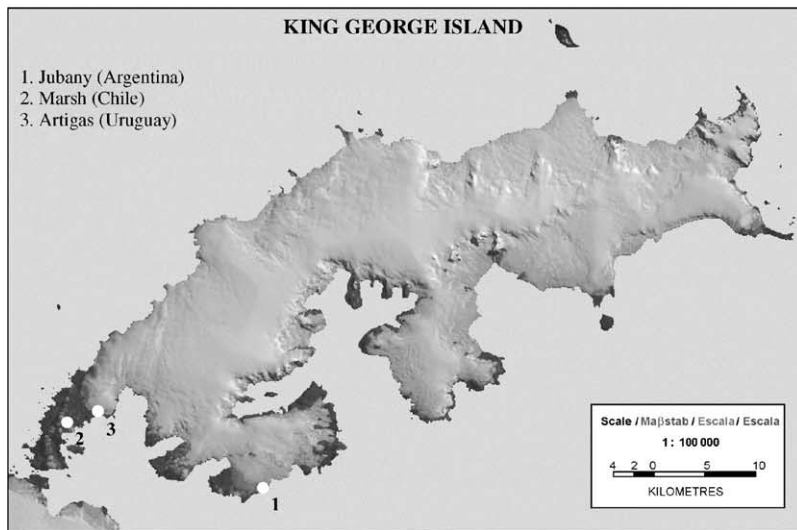 KING GEORGE ISLAND
1. Jubany (Argentina)
2. Marsh (Chile)
3. Artigas (Uruguay)
2
3
1
Scale / Maβstab / Escala / Escala
1 : 100 000
4 2 0 5 10
KILOMETRES